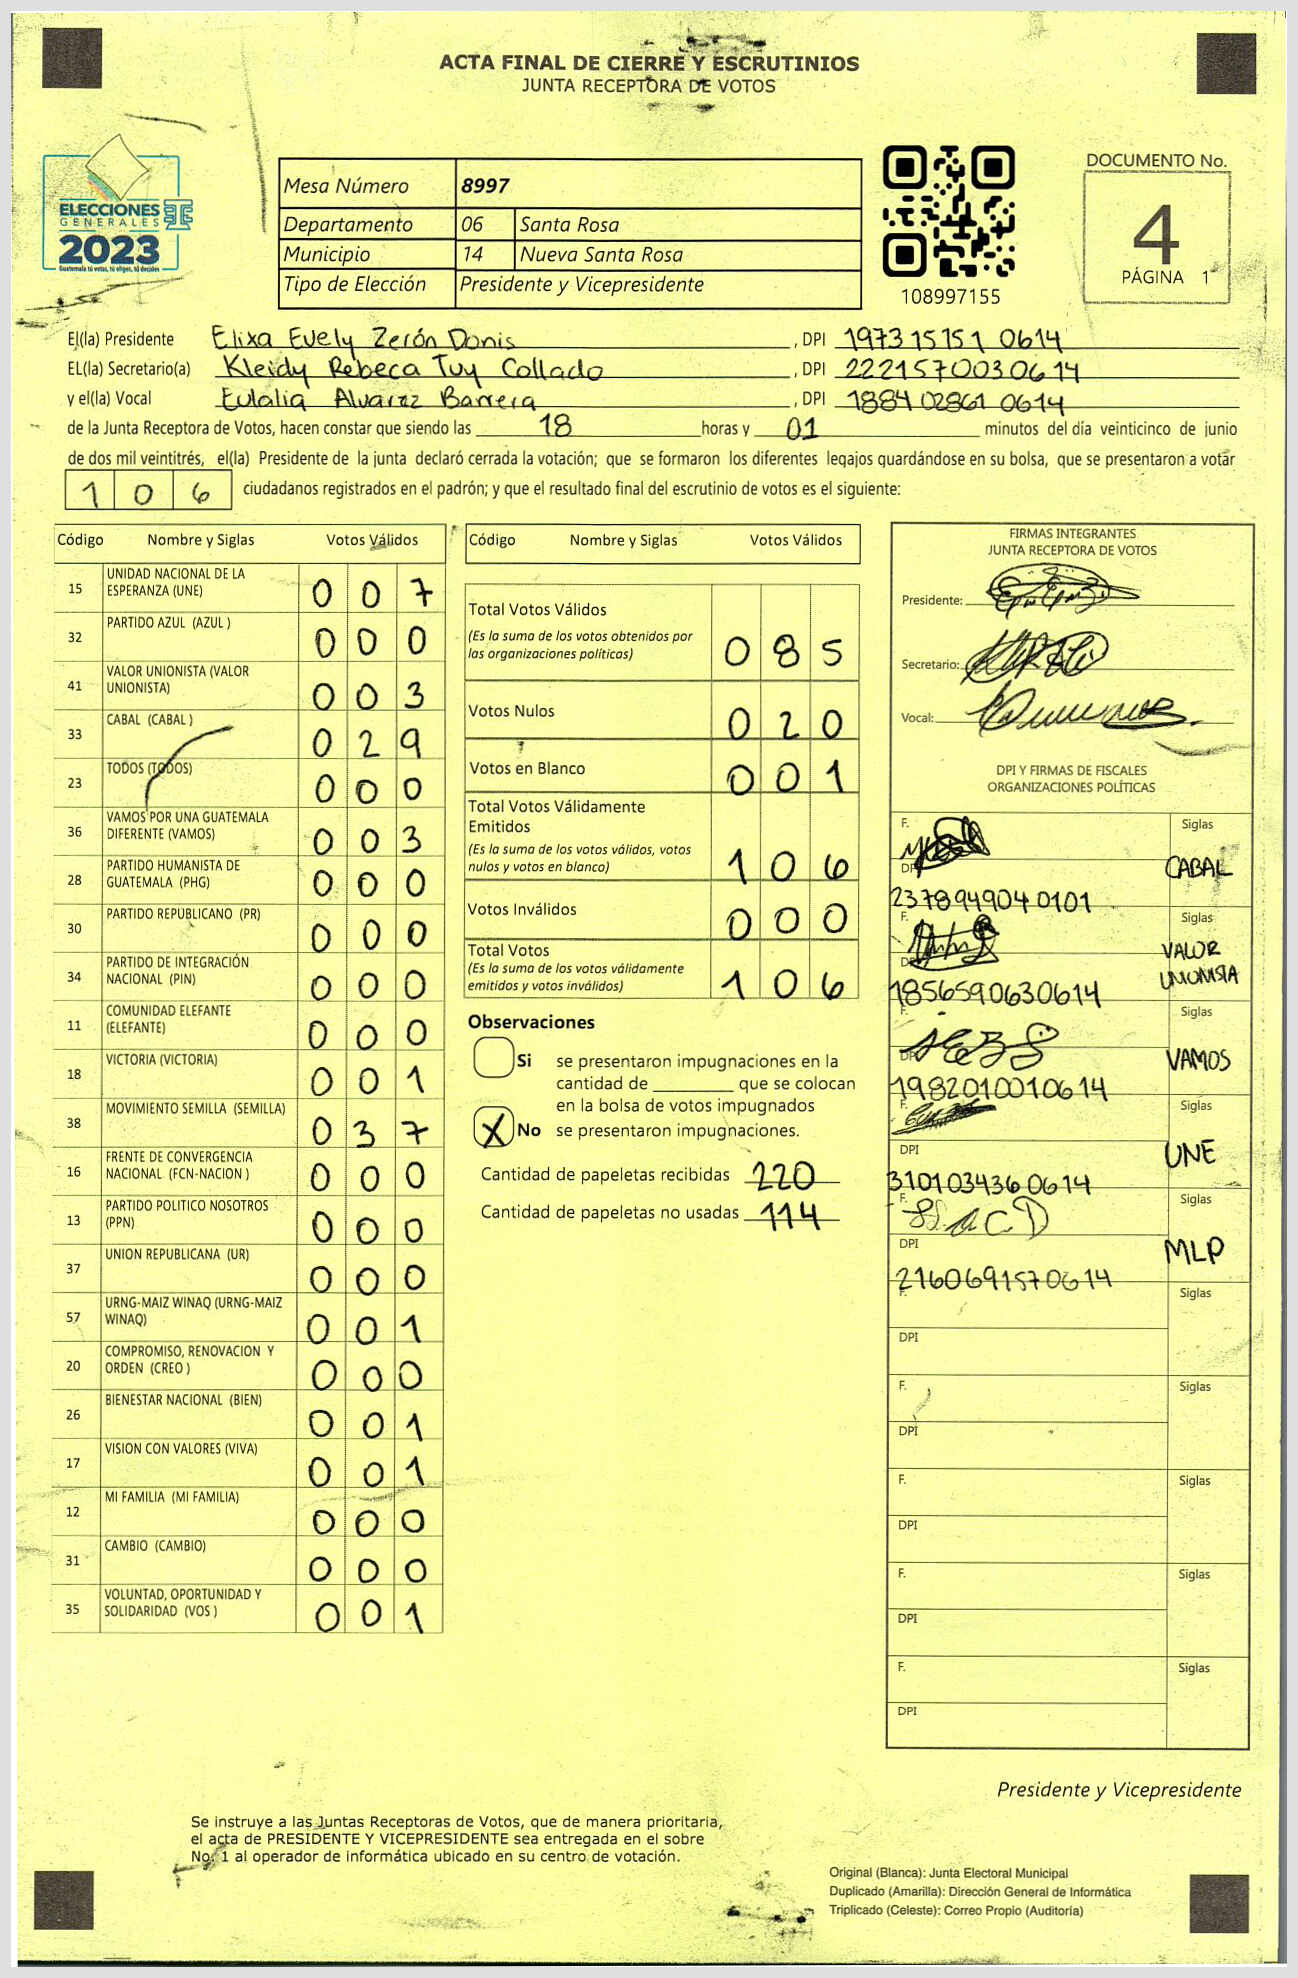 ACTA FINAL DE CIERRE Y ESCRUTINIOS
JUNTA RECEPTORA DE VOTOS
ELECCIONES
GENERALES
2023
Guatemala tú votas, tú eliges, tú decides
Mesa Número 8997
Departamento 06 Santa Rosa
Municipio 14 Nueva Santa Rosa
Tipo de Elección Presidente y Vicepresidente
108997155
DOCUMENTO No.
4
PÁGINA 1
El(la) Presidente Elixa Evely Zerón Donis, DPI 1973 15151 0614
EL(la) Secretario(a) Kleidy Rebeca Tuy Collado, DPI 2221570030614
y el(la) Vocal Eulalia Alvarez Barrera, DPI 1884 02861 0614
de la Junta Receptora de Votos, hacen constar que siendo las 18 horas y 01 minutos del día veinticinco de junio
de dos mil veintitrés, el(la) Presidente de la junta declaró cerrada la votación; que se formaron los diferentes legajos guardándose en su bolsa, que se presentaron a votar
1 0 6 ciudadanos registrados en el padrón; y que el resultado final del escrutinio de votos es el siguiente:
Código Nombre y Siglas Votos Válidos
15 UNIDAD NACIONAL DE LA ESPERANZA (UNE) 0 0 7
32 PARTIDO AZUL (AZUL ) 0 0 0
41 VALOR UNIONISTA (VALOR UNIONISTA) 0 0 3
33 CABAL (CABAL ) 0 2 9
23 TODOS (TODOS) 0 0 0
36 VAMOS POR UNA GUATEMALA DIFERENTE (VAMOS) 0 0 3
28 PARTIDO HUMANISTA DE GUATEMALA (PHG) 0 0 0
30 PARTIDO REPUBLICANO (PR) 0 0 0
34 PARTIDO DE INTEGRACIÓN NACIONAL (PIN) 0 0 0
11 COMUNIDAD ELEFANTE (ELEFANTE) 0 0 0
18 VICTORIA (VICTORIA) 0 0 1
38 MOVIMIENTO SEMILLA (SEMILLA) 0 3 7
16 FRENTE DE CONVERGENCIA NACIONAL (FCN-NACION ) 0 0 0
13 PARTIDO POLITICO NOSOTROS (PPN) 0 0 0
37 UNION REPUBLICANA (UR) 0 0 0
57 URNG-MAIZ WINAQ (URNG-MAIZ WINAQ) 0 0 1
20 COMPROMISO, RENOVACION Y ORDEN (CREO ) 0 0 0
26 BIENESTAR NACIONAL (BIEN) 0 0 1
17 VISION CON VALORES (VIVA) 0 0 1
12 MI FAMILIA (MI FAMILIA) 0 0 0
31 CAMBIO (CAMBIO) 0 0 0
35 VOLUNTAD, OPORTUNIDAD Y SOLIDARIDAD (VOS ) 0 0 1
Código Nombre y Siglas Votos Válidos
Total Votos Válidos
(Es la suma de los votos obtenidos por
las organizaciones políticas) 0 8 5
Votos Nulos 0 2 0
Votos en Blanco 0 0 1
Total Votos Válidamente
Emitidos
(Es la suma de los votos válidos, votos
nulos y votos en blanco) 1 0 6
Votos Inválidos 0 0 0
Total Votos
(Es la suma de los votos válidamente
emitidos y votos inválidos) 1 0 6
Observaciones
Si se presentaron impugnaciones en la
cantidad de ________ que se colocan
en la bolsa de votos impugnados
X No se presentaron impugnaciones.
Cantidad de papeletas recibidas 220
Cantidad de papeletas no usadas 114
FIRMAS INTEGRANTES
JUNTA RECEPTORA DE VOTOS
Presidente:
Secretario:
Vocal:
DPI Y FIRMAS DE FISCALES
ORGANIZACIONES POLÍTICAS
F. Siglas
DPI CABAL
237894904 0101
F. Siglas
DPI VALOR UNIONISTA
1856590630614
F. Siglas
DPI VAMOS
1982010010614
F. Siglas
DPI UNE
310103436 0614
F. Siglas
DPI MLP
2160691570614
F. Siglas
DPI
F. Siglas
DPI
F. Siglas
DPI
F. Siglas
DPI
F. Siglas
DPI
Presidente y Vicepresidente
Se instruye a las Juntas Receptoras de Votos, que de manera prioritaria,
el acta de PRESIDENTE Y VICEPRESIDENTE sea entregada en el sobre
No. 1 al operador de informática ubicado en su centro de votación.
Original (Blanca): Junta Electoral Municipal
Duplicado (Amarilla): Dirección General de Informática
Triplicado (Celeste): Correo Propio (Auditoría)